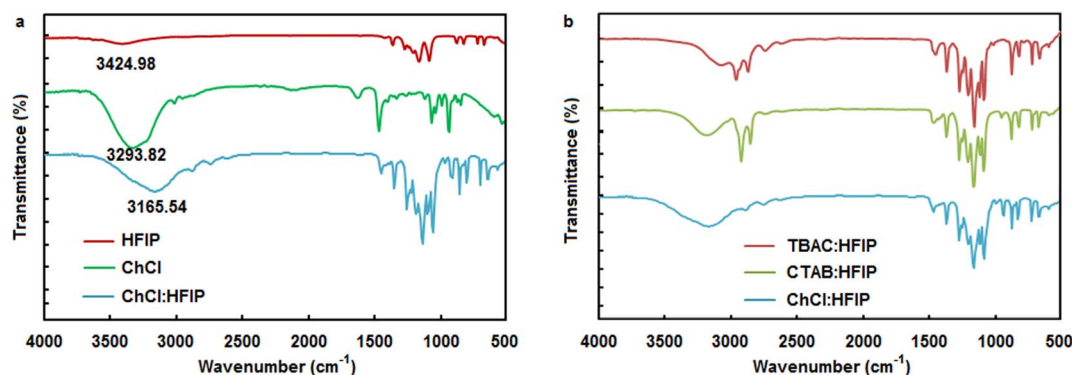 a
3424.98
3293.82
3165.54
HFIP
ChCl
ChCl:HFIP
Transmittance (%)
4000 3500 3000 2500 2000 1500 1000 500
Wavenumber (cm⁻¹)
b
TBAC:HFIP
CTAB:HFIP
ChCl:HFIP
Transmittance (%)
4000 3500 3000 2500 2000 1500 1000 500
Wavenumber (cm⁻¹)